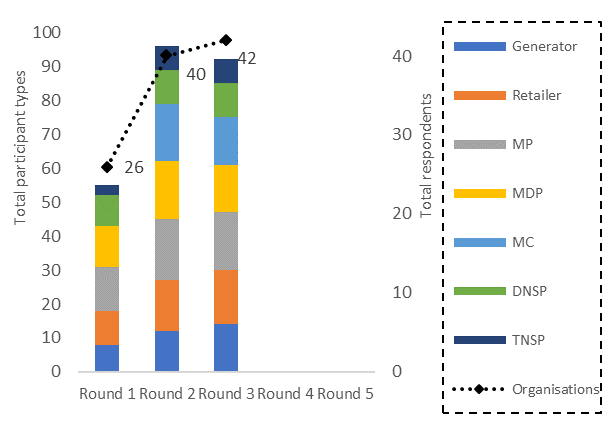 Total participant types
100
90
80
70
60
50
40
30
20
10
0
26
40
42
Round 1 Round 2 Round 3 Round 4 Round 5
40
30
20
10
0
Total respondents
Generator
Retailer
MP
MDP
MC
DNSP
TNSP
Organisations